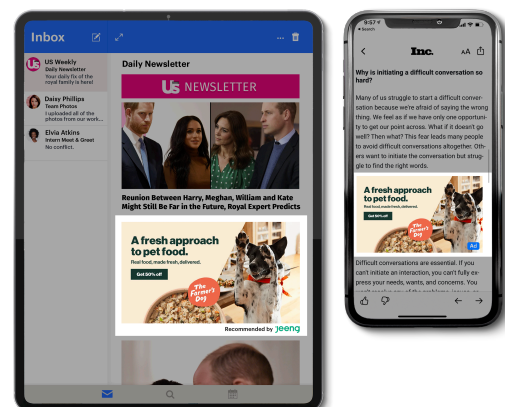 Inbox
US Weekly
Daily Newsletter
Your daily fix of the
royal family is here!
Daisy Phillips
Team Photos
I uploaded all of the
photos from our work...
Elvia Atkins
Intern Meet & Greet
No conflict.
Daily Newsletter
Us NEWSLETTER
Reunion Between Harry, Meghan, William and Kate
Might Still Be Far in the Future, Royal Expert Predicts
A fresh approach
to pet food.
Real food, made fresh, delivered.
Get 50% off
The
Farmer's
Dog
Recommended by jeeng
9:57
Search
Inc.
AA
Why is initiating a difficult conversation so
hard?
Many of us struggle to start a difficult conver-
sation because we're afraid of saying the wrong
thing. We feel as if we have only one opportuni-
ty to get our point across. What if it doesn't go
well? Then what? This fear leads many people
to avoid difficult conversations altogether. Oth-
ers want to initiate the conversation but strug-
gle to find the right words.
A fresh approach
to pet food.
Real food, made fresh, delivered.
Get 50% off
The
Farmer's
Dog
Ad
Difficult conversations are essential. If you
can't initiate an interaction, you can't fully ex-
press your needs, wants, and concerns. You